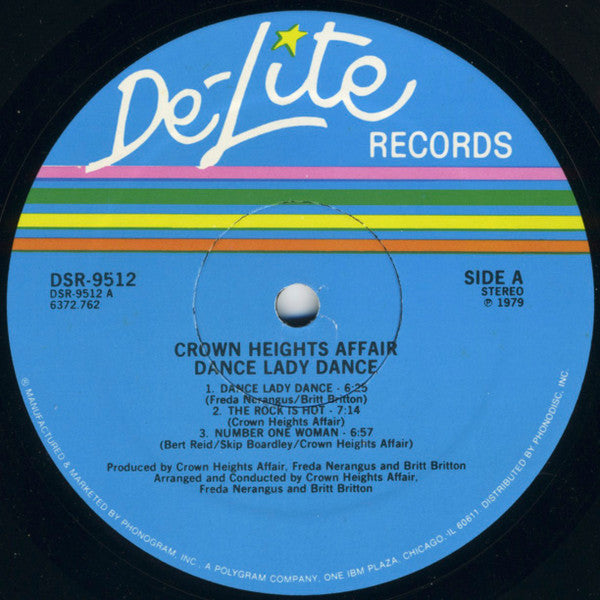 De-Lite
RECORDS
DSR-9512
DSR-9512 A
6372.762
SIDE A
STEREO
℗ 1979
CROWN HEIGHTS AFFAIR
DANCE LADY DANCE
1. DANCE LADY DANCE - 6:25
(Freda Nerangus/Britt Britton)
2. THE ROCK IS HOT - 7:14
(Crown Heights Affair)
3. NUMBER ONE WOMAN - 6:57
(Bert Reid/Skip Boardley/Crown Heights Affair)
Produced by Crown Heights Affair, Freda Nerangus and Britt Britton
Arranged and Conducted by Crown Heights Affair,
Freda Nerangus and Britt Britton
© MANUFACTURED & MARKETED BY PHONOGRAM, INC., A POLYGRAM COMPANY, ONE IBM PLAZA, CHICAGO, IL 60611. DISTRIBUTED BY PHONODISC, INC.